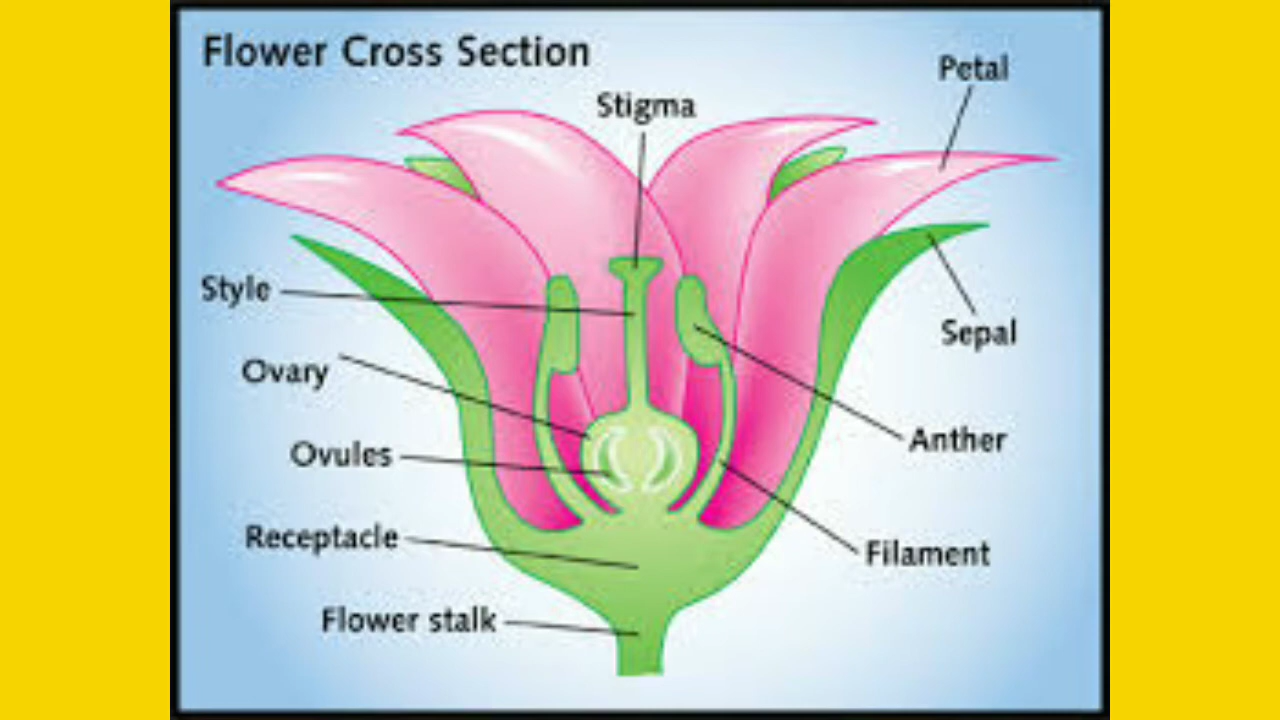 Flower Cross Section
Petal
Stigma
Style
Sepal
Ovary
Anther
Ovules
Receptacle
Filament
Flower stalk